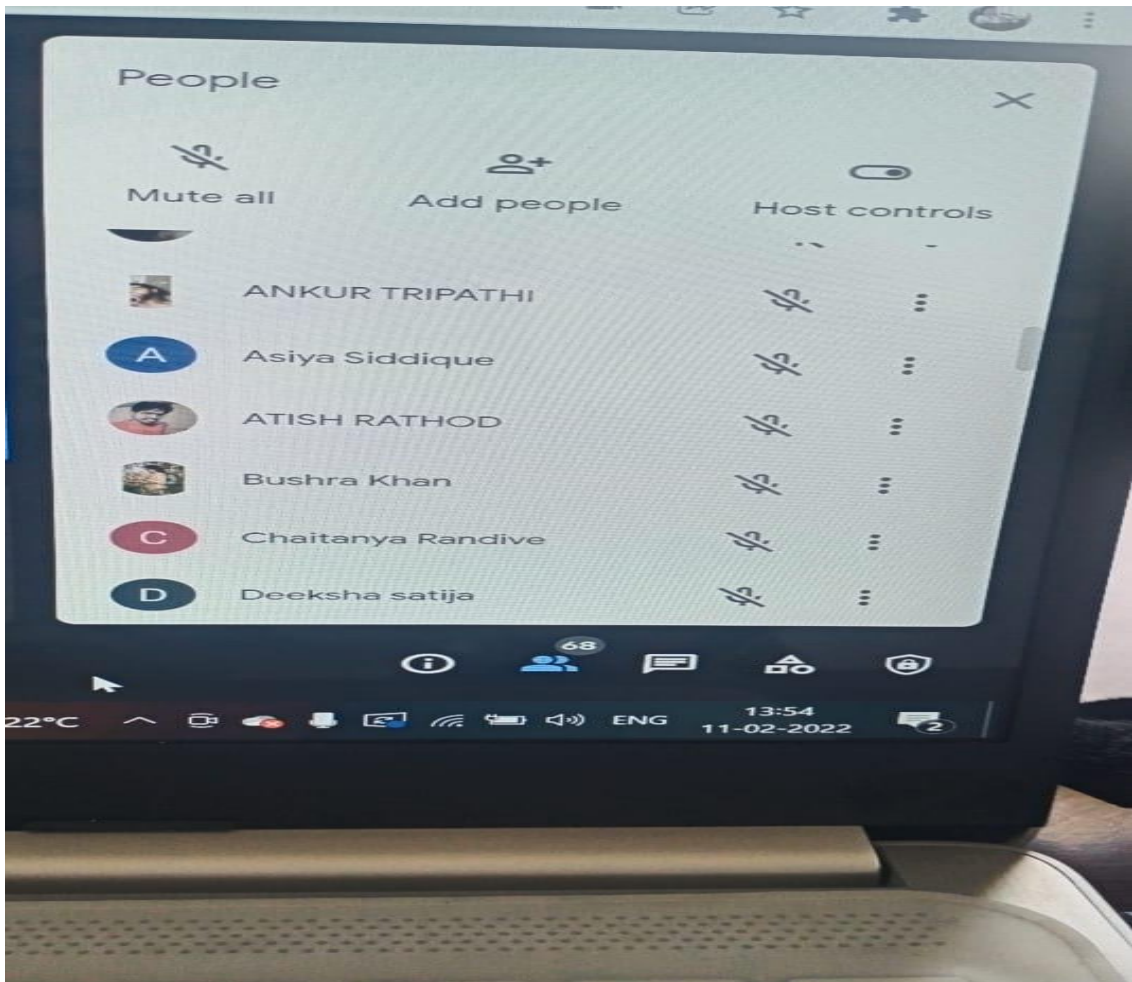 People
Mute all Add people Host controls
ANKUR TRIPATHI
A Asiya Siddique
ATISH RATHOD
Bushra Khan
C Chaitanya Randive
D Deeksha satija
68
22°C ENG 13:54
11-02-2022 2